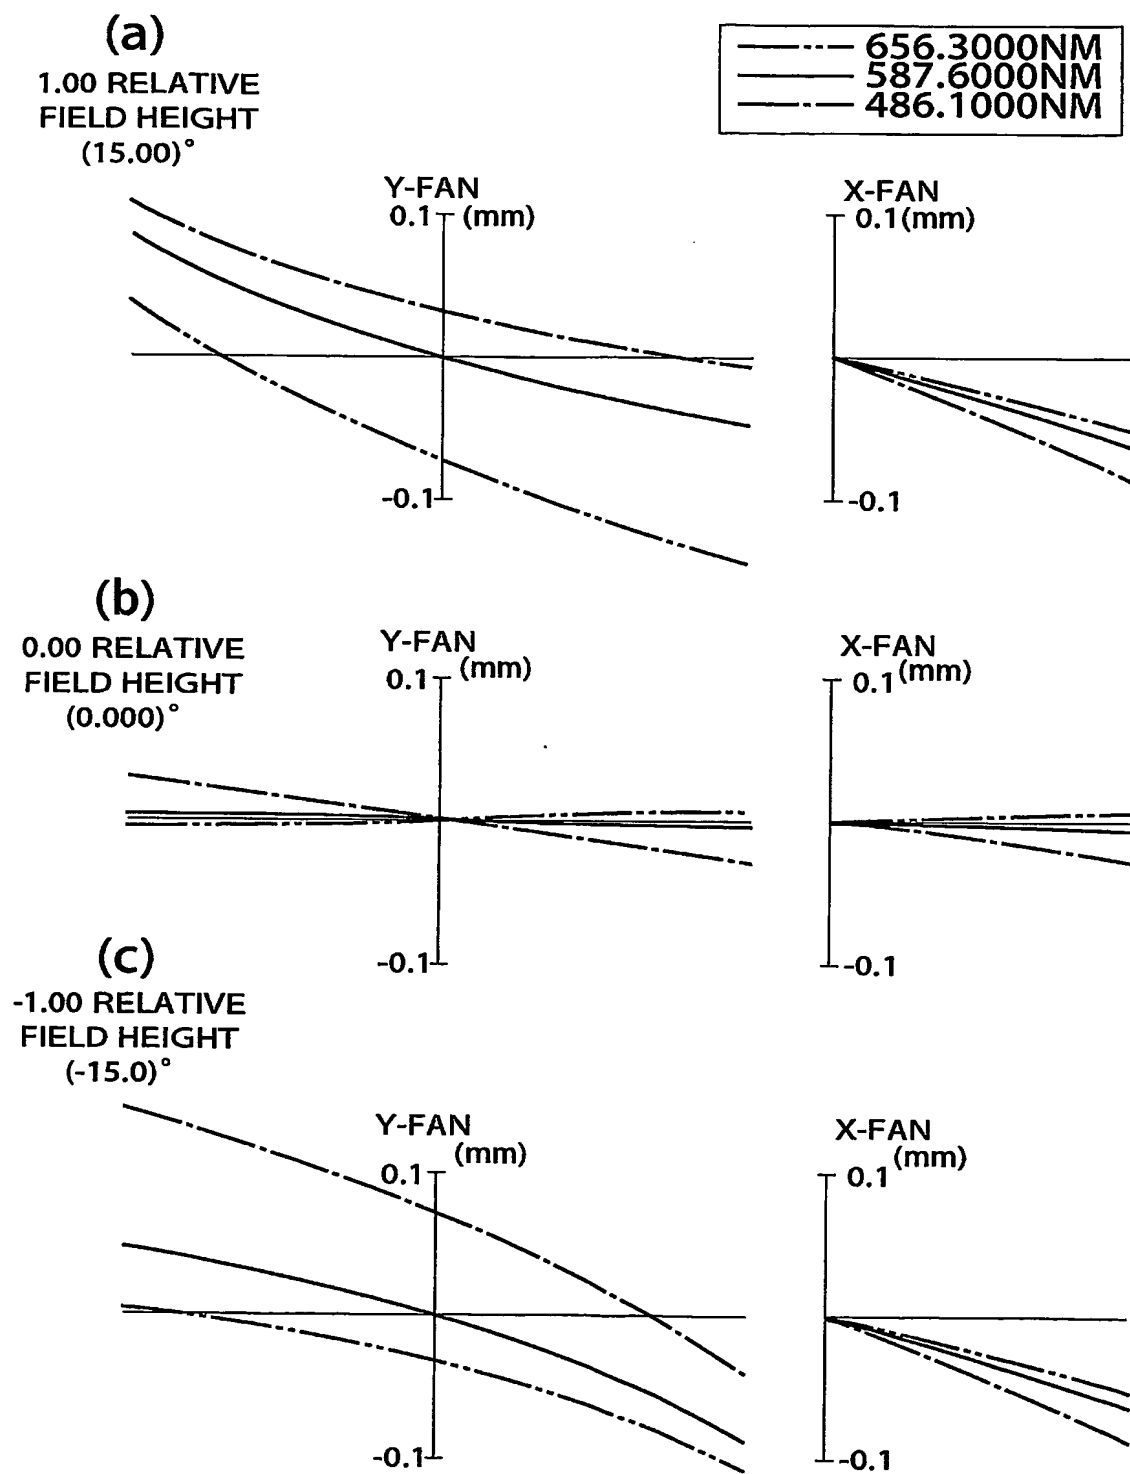 (a)
1.00 RELATIVE
FIELD HEIGHT
(15.00)°
656.3000NM
587.6000NM
486.1000NM
Y-FAN
0.1 (mm)
-0.1
X-FAN
0.1(mm)
-0.1
(b)
0.00 RELATIVE
FIELD HEIGHT
(0.000)°
Y-FAN
0.1 (mm)
-0.1
X-FAN
0.1 (mm)
-0.1
(c)
-1.00 RELATIVE
FIELD HEIGHT
(-15.0)°
Y-FAN
0.1 (mm)
-0.1
X-FAN
0.1 (mm)
-0.1